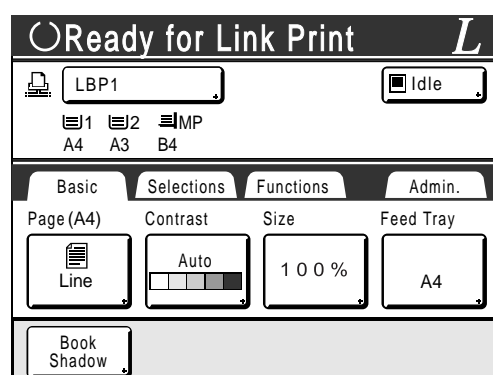 Ready for Link Print L
LBP1 Idle
1 2 MP
A4 A3 B4
Basic Selections Functions Admin.
Page(A4) Contrast Size Feed Tray
Line Auto 100% A4
Book
Shadow